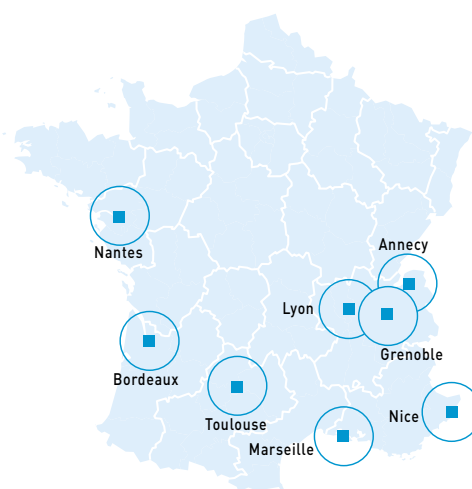 Annecy
Nantes
Lyon
Grenoble
Bordeaux
Nice
Toulouse
Marseille